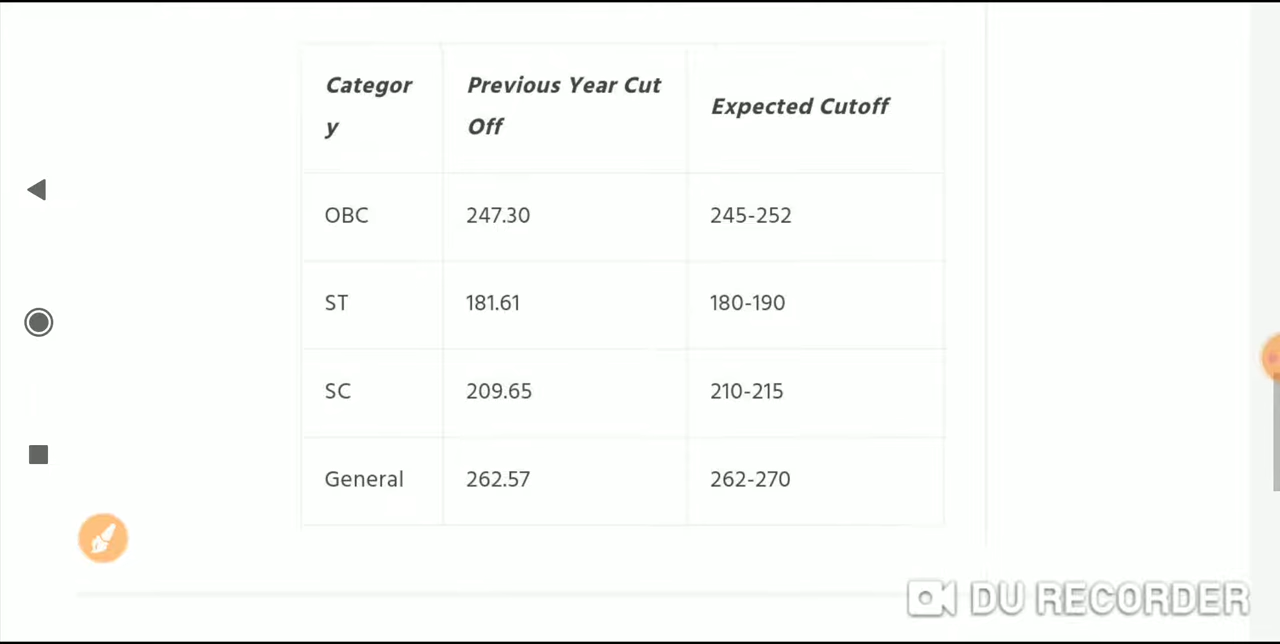 Categor
y
Previous Year Cut
Off
Expected Cutoff
OBC 247.30 245-252
ST 181.61 180-190
SC 209.65 210-215
General 262.57 262-270
DU RECORDER